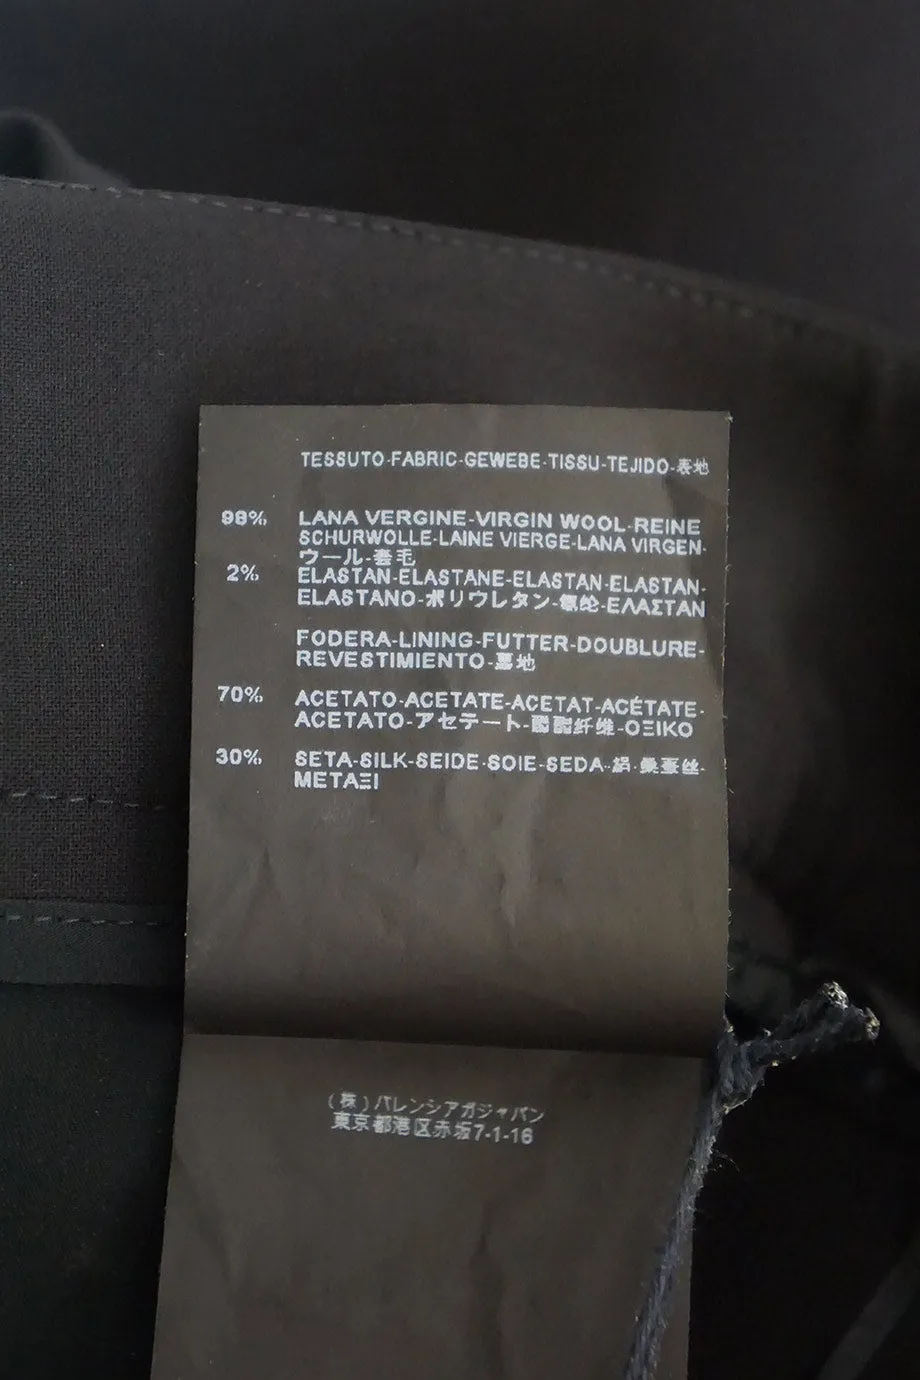 TESSUTO-FABRIC-GEWEBE-TISSU-TEJIDO-表地
98% LANA VERGINE-VIRGIN WOOL-REINE
SCHURWOLLE-LAINE VIERGE-LANA VIRGEN-
ウール-羊毛
2% ELASTAN-ELASTANE-ELASTAN-ELASTAN-
ELASTANO-ポリウレタン-氨纶-ΕΛΑΣΤΑΝ
FODERA-LINING-FUTTER-DOUBLURE-
REVESTIMIENTO-裏地
70% ACETATO-ACETATE-ACETAT-ACÉTATE-
ACETATO-アセテート-醋酯纤维-ΟΞΙΚΟ
30% SETA-SILK-SEIDE-SOIE-SEDA-絹-桑蚕丝-
ΜΕΤΑΞΙ
(株)バレンシアガジャパン
東京都港区赤坂7-1-16